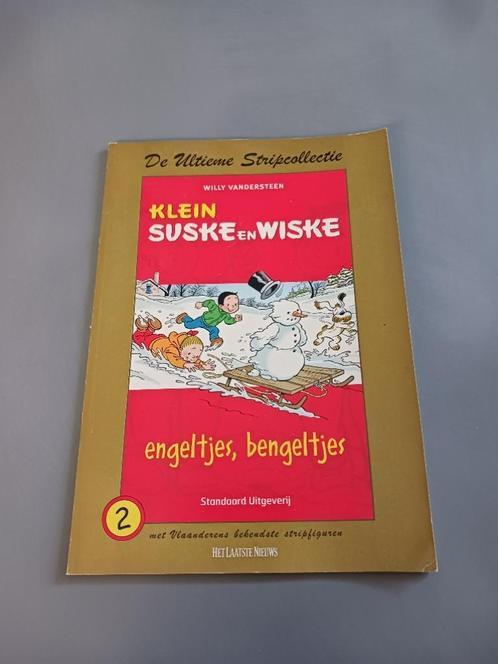 De Ultieme Stripcollectie
WILLY VANDERSTEEN
KLEIN
SUSKE EN WISKE
engeltjes, bengeltjes
Standaard Uitgeverij
2
met Vlaanderens bekendste stripfiguren
HET LAATSTE NIEUWS